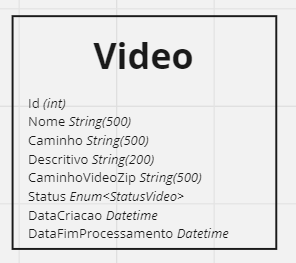 Video
Id (int)
Nome String(500)
Caminho String(500)
Descritivo String(200)
CaminhoVideoZip String(500)
Status Enum<StatusVideo>
DataCriacao Datetime
DataFimProcessamento Datetime